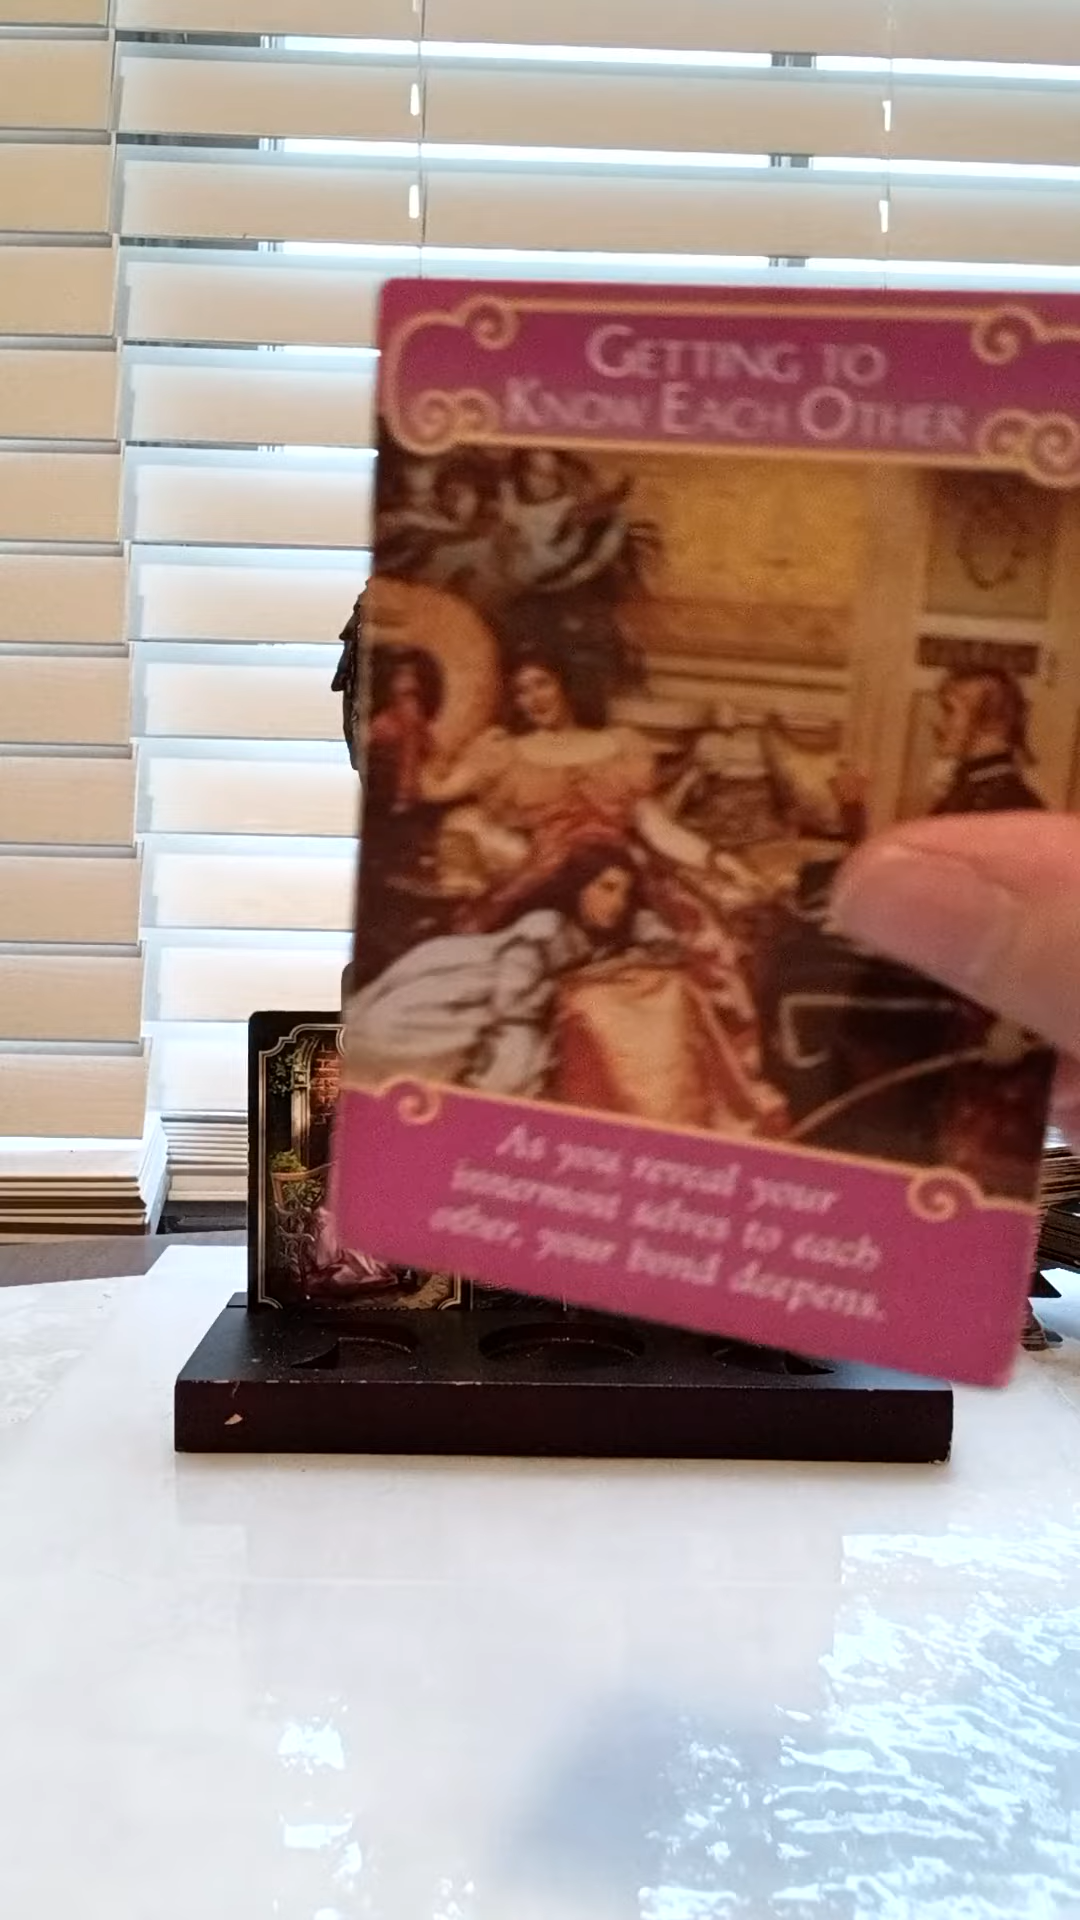 GETTING TO
KNOW EACH OTHER
As you reveal your
innermost selves to each
other, your bond deepens.